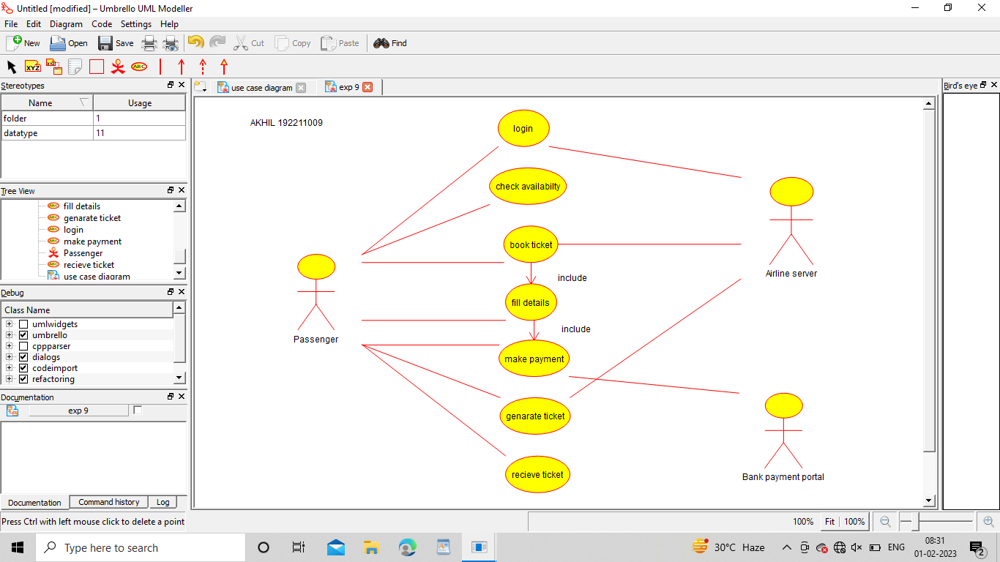 Untitled [modified] – Umbrello UML Modeller
File Edit Diagram Code Settings Help
New Open Save Cut Copy Paste Find
XYZ XYZ ABC
Stereotypes
Name Usage
folder 1
datatype 11
Tree View
fill details
genarate ticket
login
make payment
Passenger
recieve ticket
use case diagram
Debug
Class Name
umlwidgets
umbrello
cppparser
dialogs
codeimport
refactoring
Documentation
exp 9
Documentation Command history Log
use case diagram exp 9
AKHIL 192211009
login
check availabilty
book ticket
include
fill details
include
make payment
genarate ticket
recieve ticket
Passenger
Airline server
Bank payment portal
Bird's eye
Press Ctrl with left mouse click to delete a point
100% Fit 100%
Type here to search
30°C Haze
ENG
08:31
01-02-2023
2